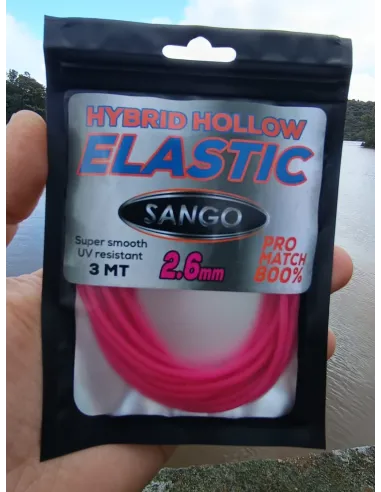 HYBRID HOLLOW
ELASTIC
SANGO
Super smooth
UV resistant
3 MT
2.6mm
PRO
MATCH
800%